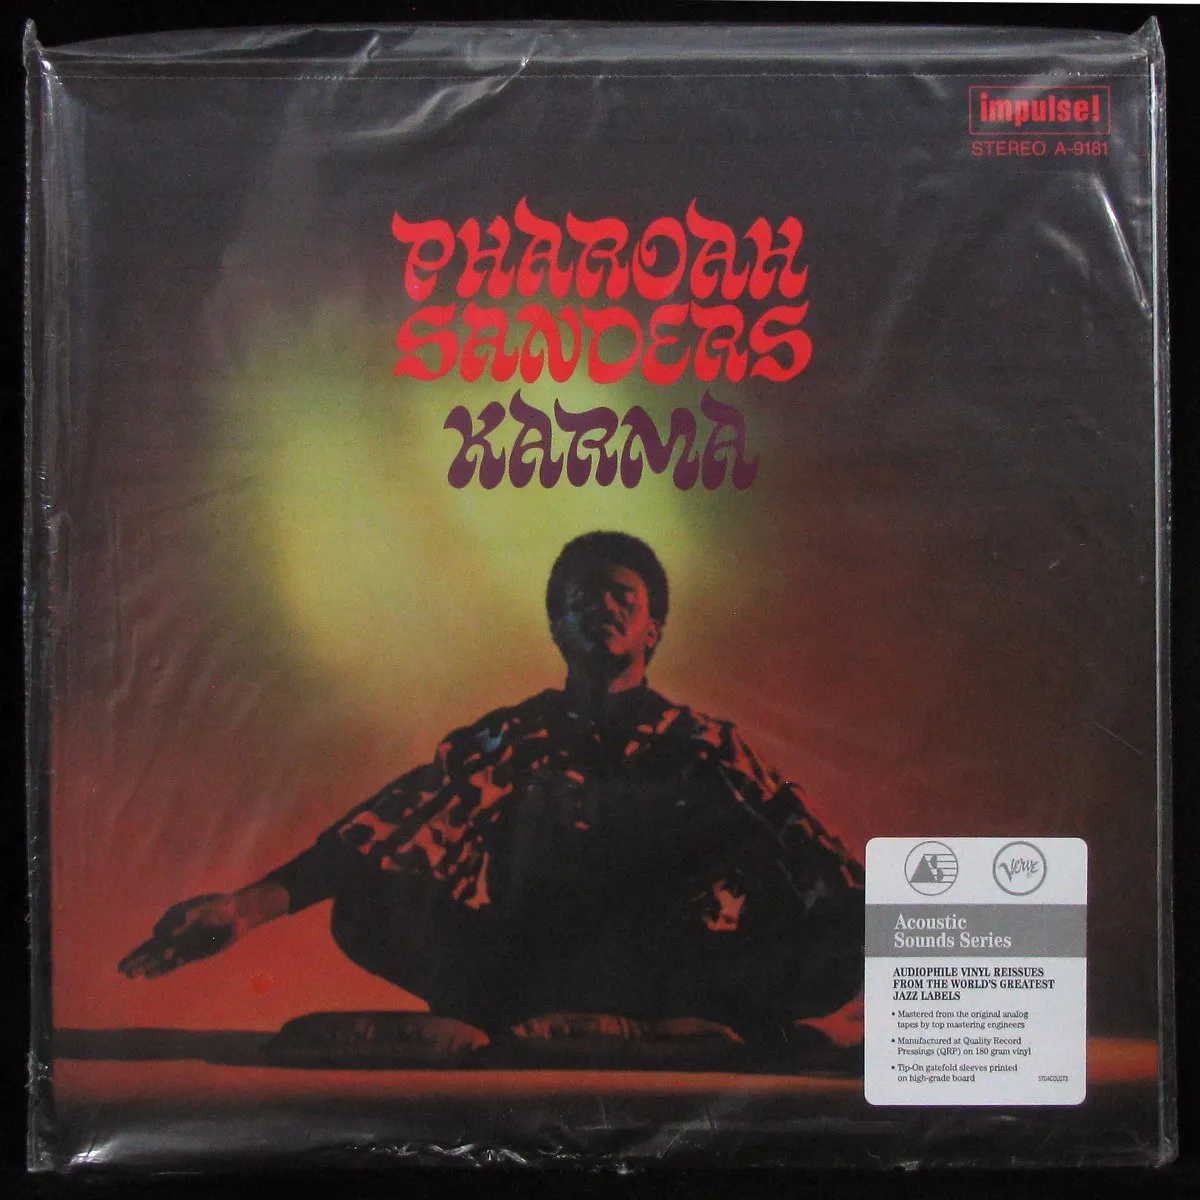 impulse!
STEREO A-9181
PHAROAH
SANDERS
KARMA
AS
Verve
Acoustic
Sounds Series
AUDIOPHILE VINYL REISSUES
FROM THE WORLD'S GREATEST
JAZZ LABELS
• Mastered from the original analog
tapes by top mastering engineers
• Manufactured at Quality Record
Pressings (QRP) on 180 gram vinyl
• Tip-On gatefold sleeves printed
on high-grade board